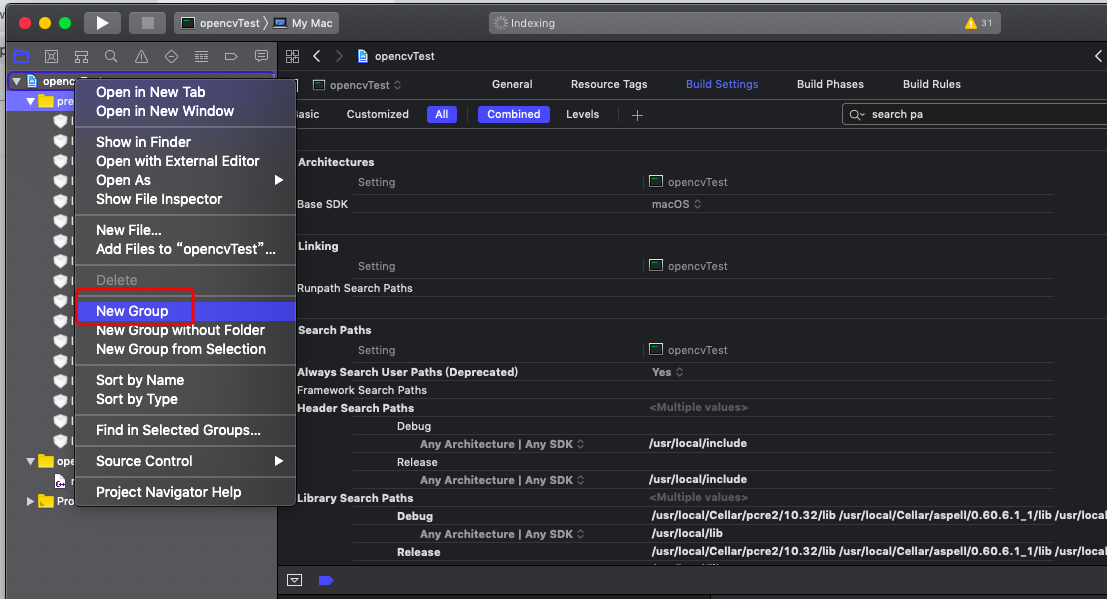 opencvTest
My Mac
Indexing
31
opencvTest
opencvTest
General
Resource Tags
Build Settings
Build Phases
Build Rules
Customized
All
Combined
Levels
search pa
Open in New Tab
Open in New Window
Show in Finder
Open with External Editor
Open As
Show File Inspector
New File...
Add Files to “opencvTest”...
Delete
New Group
New Group without Folder
New Group from Selection
Sort by Name
Sort by Type
Find in Selected Groups...
Source Control
Project Navigator Help
Architectures
Setting
opencvTest
Base SDK
macOS
Linking
Setting
opencvTest
Runpath Search Paths
Search Paths
Setting
opencvTest
Always Search User Paths (Deprecated)
Yes
Framework Search Paths
Header Search Paths
<Multiple values>
Debug
Any Architecture | Any SDK
/usr/local/include
Release
Any Architecture | Any SDK
/usr/local/include
Library Search Paths
<Multiple values>
Debug
/usr/local/Cellar/pcre2/10.32/lib /usr/local/Cellar/aspell/0.60.6.1_1/lib /usr/local
Any Architecture | Any SDK
/usr/local/lib
Release
/usr/local/Cellar/pcre2/10.32/lib /usr/local/Cellar/aspell/0.60.6.1_1/lib /usr/local